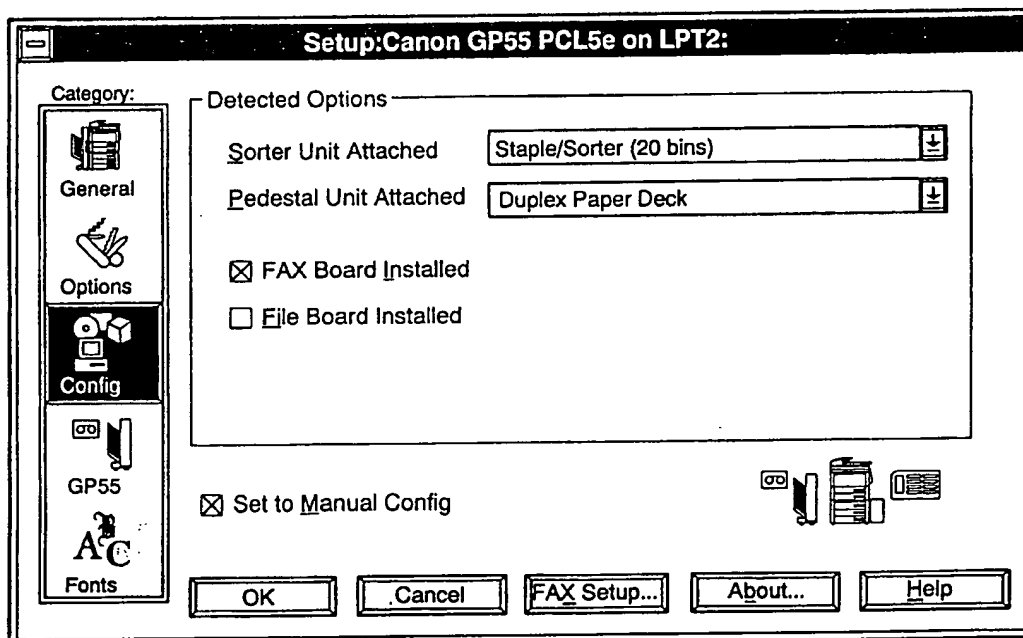 Setup:Canon GP55 PCL5e on LPT2:
Category:
General
Options
Config
GP55
Fonts
Detected Options
Sorter Unit Attached
Staple/Sorter (20 bins)
Pedestal Unit Attached
Duplex Paper Deck
FAX Board Installed
File Board Installed
Set to Manual Config
OK
Cancel
FAX Setup...
About...
Help